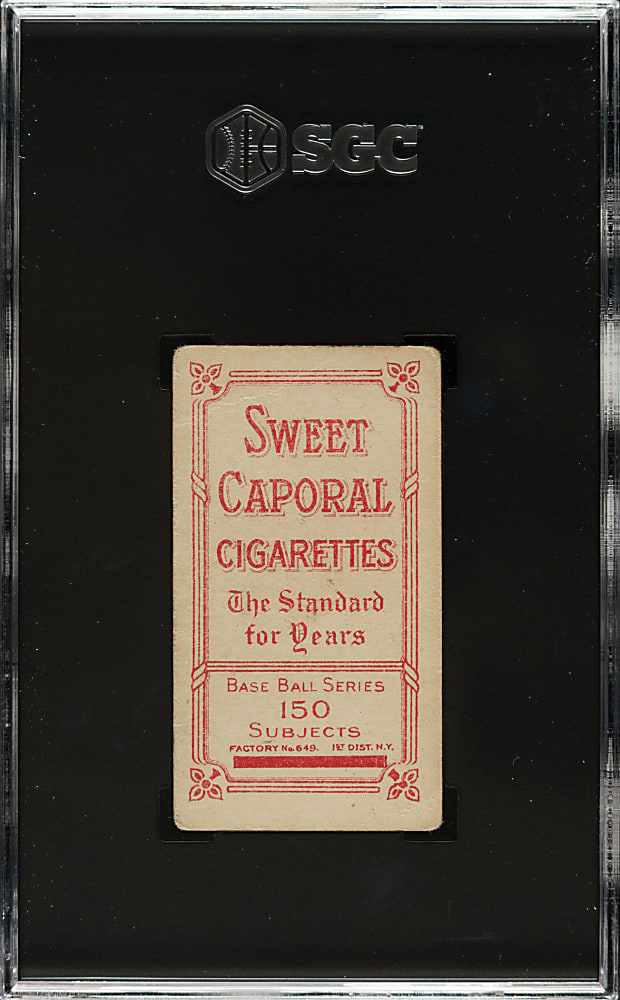 SGC
SWEET
CAPORAL
CIGARETTES
The Standard
for Years
BASE BALL SERIES
150
SUBJECTS
FACTORY No. 649. 1ST DIST. N.Y.